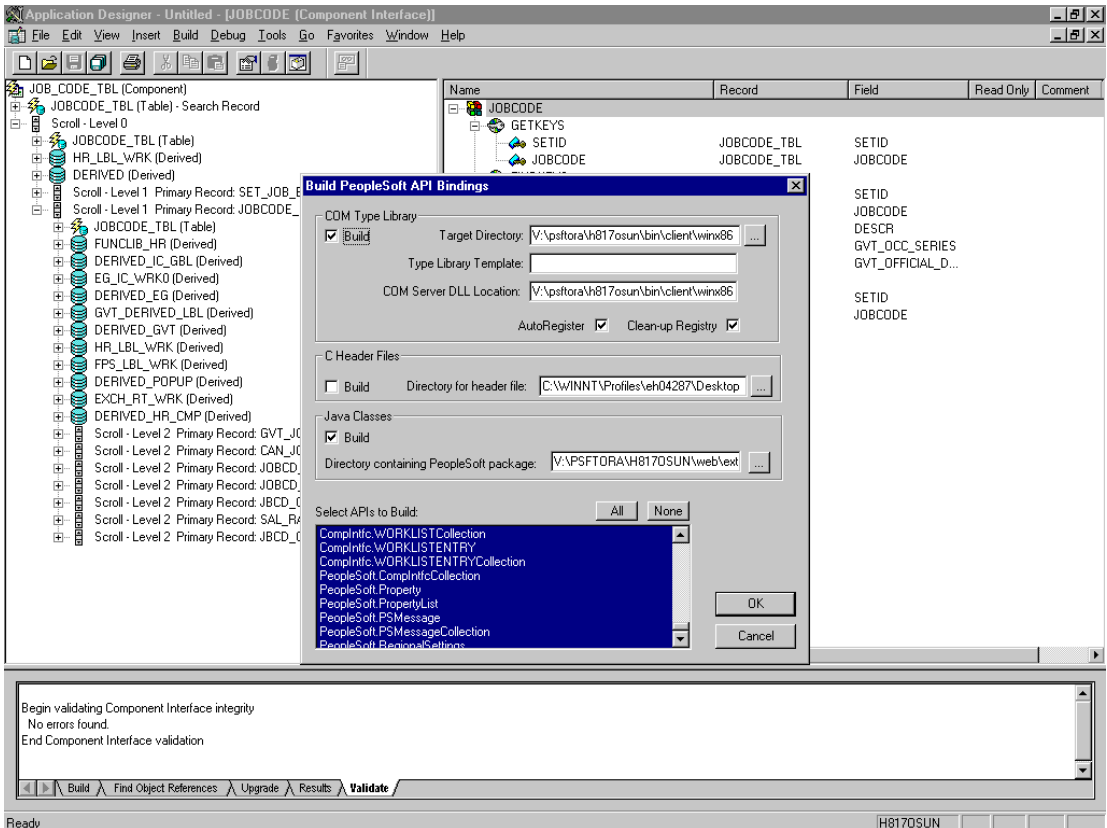 Application Designer - Untitled - [JOBCODE (Component Interface)]
File Edit View Insert Build Debug Tools Go Favorites Window Help
JOB_CODE_TBL (Component)
JOBCODE_TBL (Table) - Search Record
Scroll - Level 0
JOBCODE_TBL (Table)
HR_LBL_WRK (Derived)
DERIVED (Derived)
Scroll - Level 1 Primary Record: SET_JOB_
Scroll - Level 1 Primary Record: JOBCODE_
JOBCODE_TBL (Table)
FUNCLIB_HR (Derived)
DERIVED_IC_GBL (Derived)
EG_IC_WRK0 (Derived)
DERIVED_EG (Derived)
GVT_DERIVED_LBL (Derived)
DERIVED_GVT (Derived)
HR_LBL_WRK (Derived)
FPS_LBL_WRK (Derived)
DERIVED_POPUP (Derived)
EXCH_RT_WRK (Derived)
DERIVED_HR_CMP (Derived)
Scroll - Level 2 Primary Record: GVT_JO
Scroll - Level 2 Primary Record: CAN_JO
Scroll - Level 2 Primary Record: JOBCD_
Scroll - Level 2 Primary Record: JOBCD_
Scroll - Level 2 Primary Record: JBCD_
Scroll - Level 2 Primary Record: SAL_RA
Scroll - Level 2 Primary Record: JBCD_
Name Record Field Read Only Comment
JOBCODE
GETKEYS
SETID JOBCODE_TBL SETID
JOBCODE JOBCODE_TBL JOBCODE
SETID
JOBCODE
DESCR
GVT_OCC_SERIES
GVT_OFFICIAL_D...
SETID
JOBCODE
Build PeopleSoft API Bindings
COM Type Library
Build Target Directory: V:\psftora\h817osun\bin\client\winx86 ...
Type Library Template:
COM Server DLL Location: V:\psftora\h817osun\bin\client\winx86
AutoRegister Clean-up Registry
C Header Files
Build Directory for header file: C:\WINNT\Profiles\eh04287\Desktop ...
Java Classes
Build
Directory containing PeopleSoft package: V:\PSFTORA\H817OSUN\web\ext ...
Select APIs to Build: All None
CompIntfc.WORKLISTCollection
CompIntfc.WORKLISTENTRY
CompIntfc.WORKLISTENTRYCollection
PeopleSoft.CompIntfcCollection
PeopleSoft.Property
PeopleSoft.PropertyList
PeopleSoft.PSMessage
PeopleSoft.PSMessageCollection
PeopleSoft.RegionalSettings
OK
Cancel
Begin validating Component Interface integrity
No errors found.
End Component Interface validation
Build Find Object References Upgrade Results Validate
Ready H817OSUN